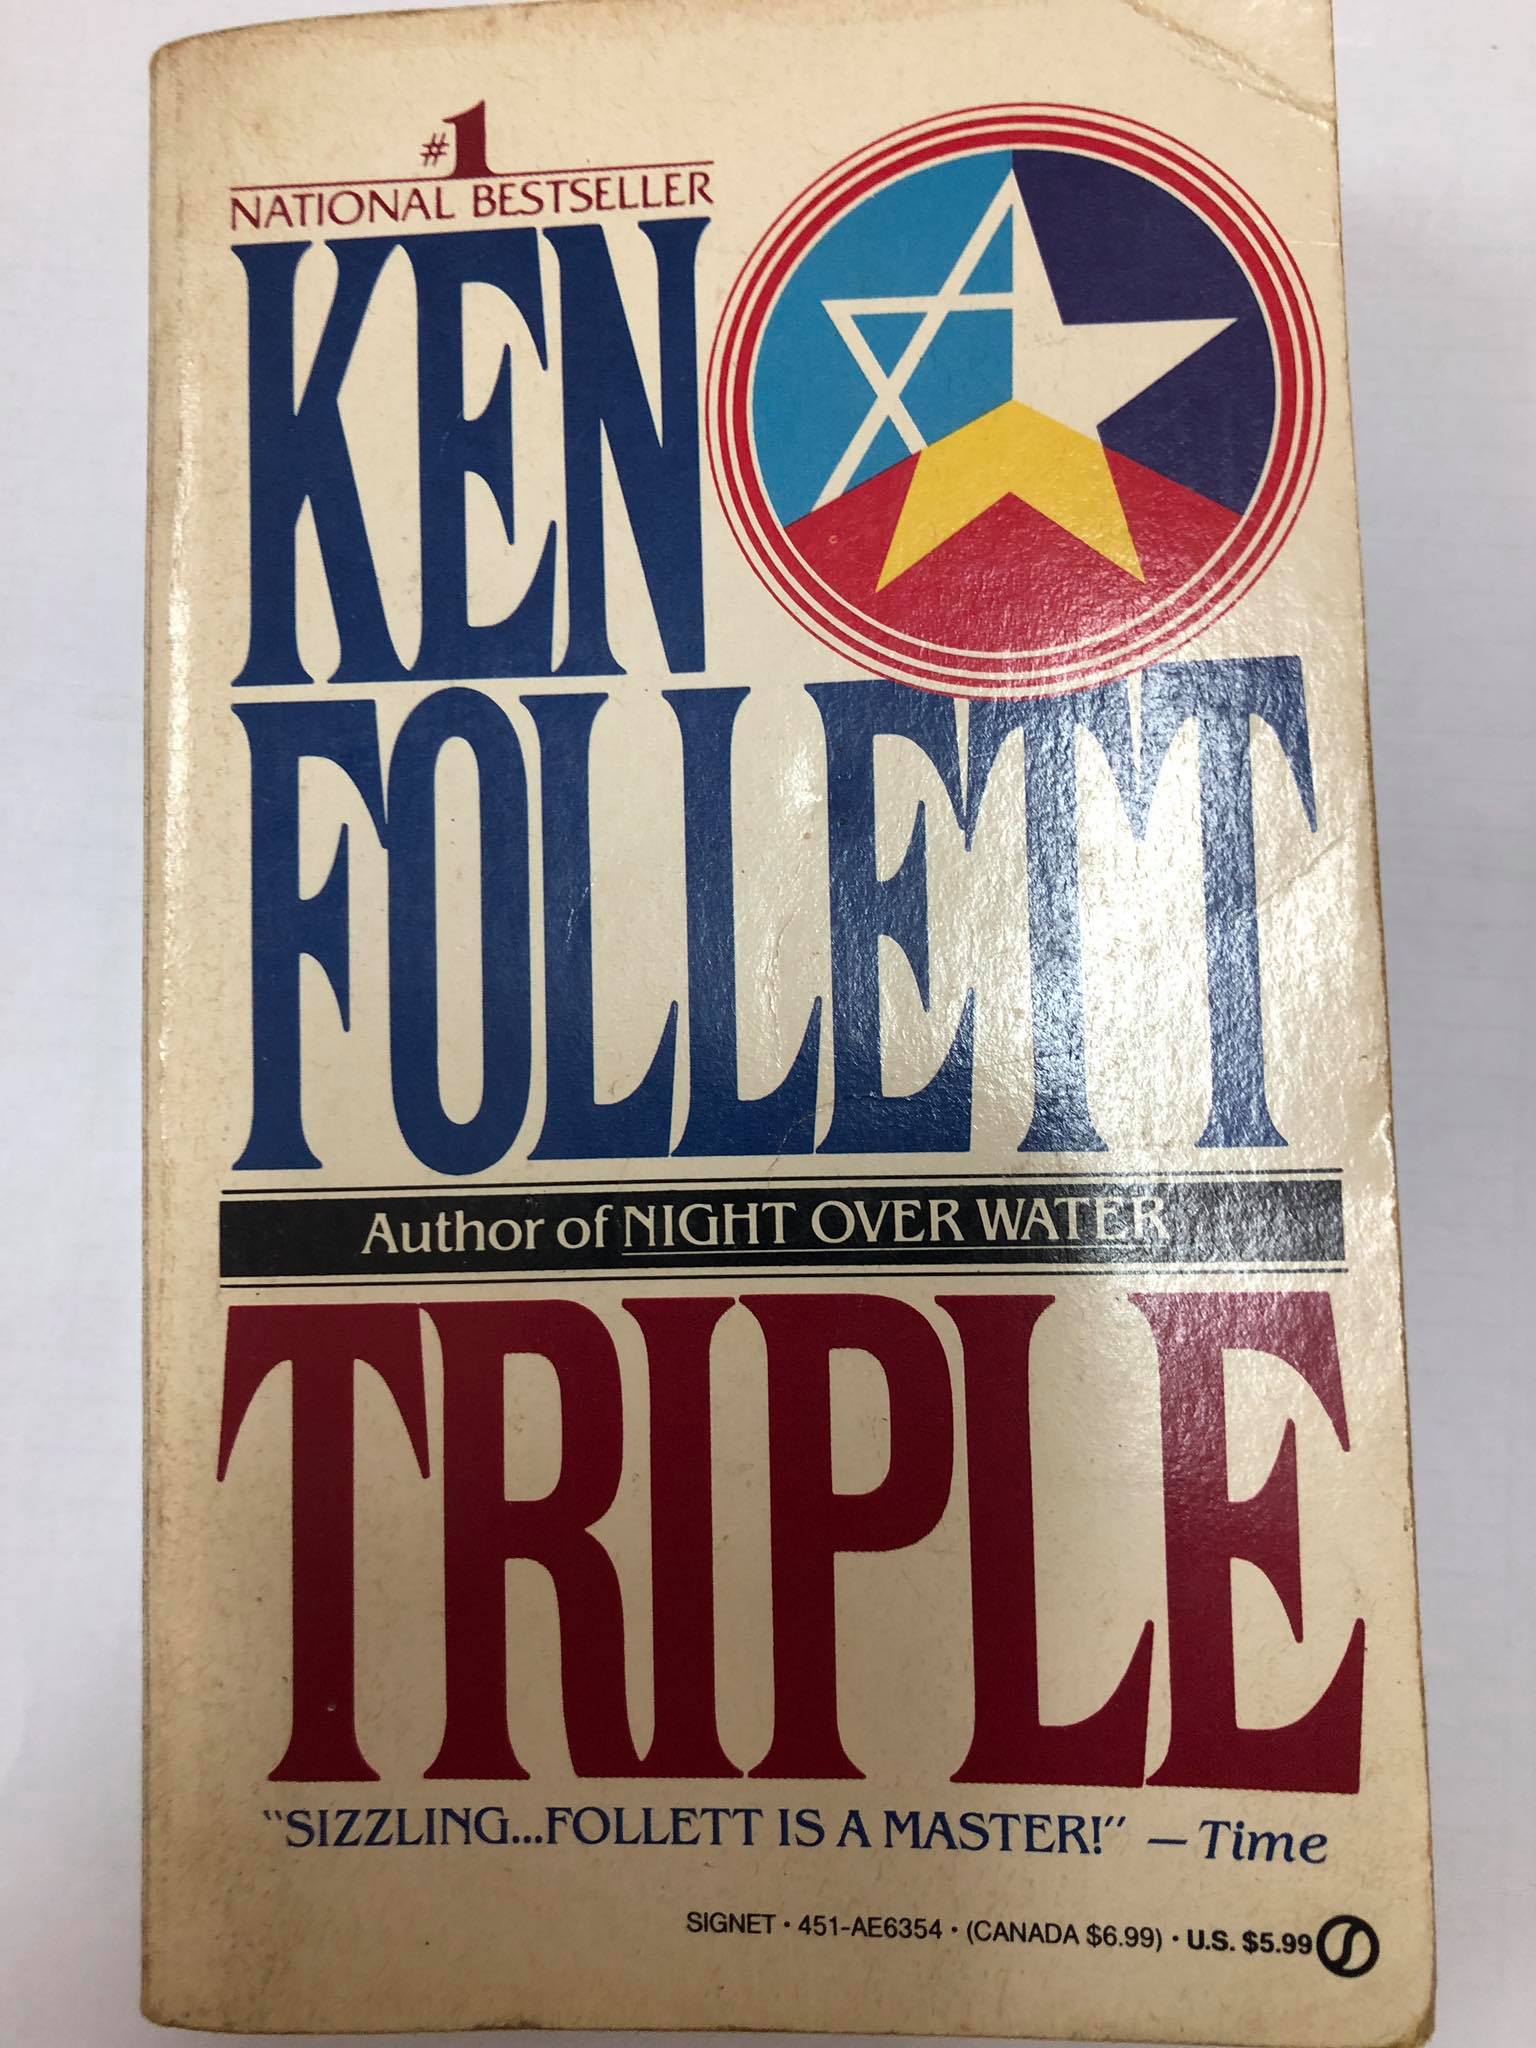 #1
NATIONAL BESTSELLER
KEN
FOLLETT
Author of NIGHT OVER WATER
TRIPLE
"SIZZLING...FOLLETT IS A MASTER!" — Time
SIGNET • 451-AE6354 • (CANADA $6.99) • U.S. $5.99